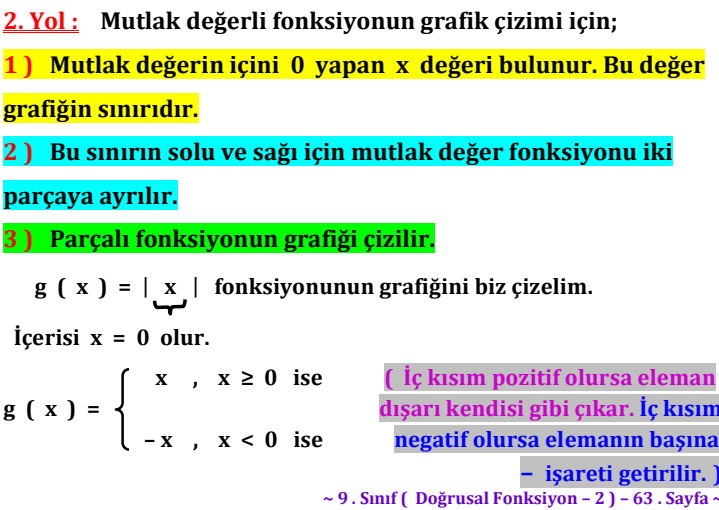 2. Yol : Mutlak değerli fonksiyonun grafik çizimi için;
1 ) Mutlak değerin içini 0 yapan x değeri bulunur. Bu değer
grafiğin sınırıdır.
2 ) Bu sınırın solu ve sağı için mutlak değer fonksiyonu iki
parçaya ayrılır.
3 ) Parçalı fonksiyonun grafiği çizilir.
g ( x ) = | x | fonksiyonunun grafiğini biz çizelim.
İçerisi x = 0 olur.
x , x ≥ 0 ise ( İç kısım pozitif olursa eleman
g ( x ) = { dışarı kendisi gibi çıkar. İç kısım
– x , x < 0 ise negatif olursa elemanın başına
– işareti getirilir. )
~ 9 . Sınıf ( Doğrusal Fonksiyon – 2 ) – 63 . Sayfa ~